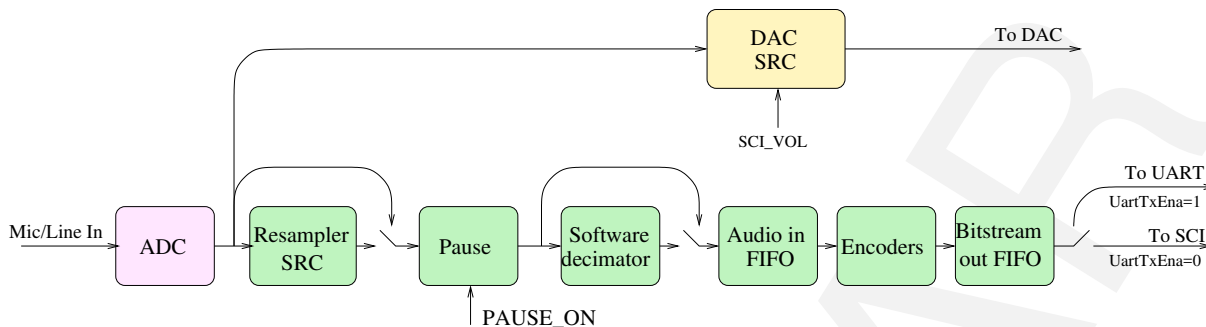 DAC
SRC
To DAC
SCI_VOL
To UART
UartTxEna=1
Mic/Line In
ADC
Resampler
SRC
Pause
Software
decimator
Audio in
FIFO
Encoders
Bitstream
out FIFO
To SCI
UartTxEna=0
PAUSE_ON